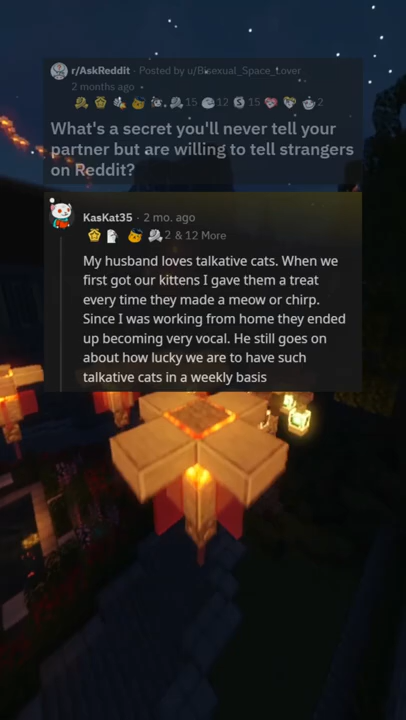 r/AskReddit · Posted by u/Bisexual_Space_Lover
2 months ago
15 12 15 2
What's a secret you'll never tell your
partner but are willing to tell strangers
on Reddit?
KasKat35 · 2 mo. ago
2 & 12 More
My husband loves talkative cats. When we
first got our kittens I gave them a treat
every time they made a meow or chirp.
Since I was working from home they ended
up becoming very vocal. He still goes on
about how lucky we are to have such
talkative cats in a weekly basis